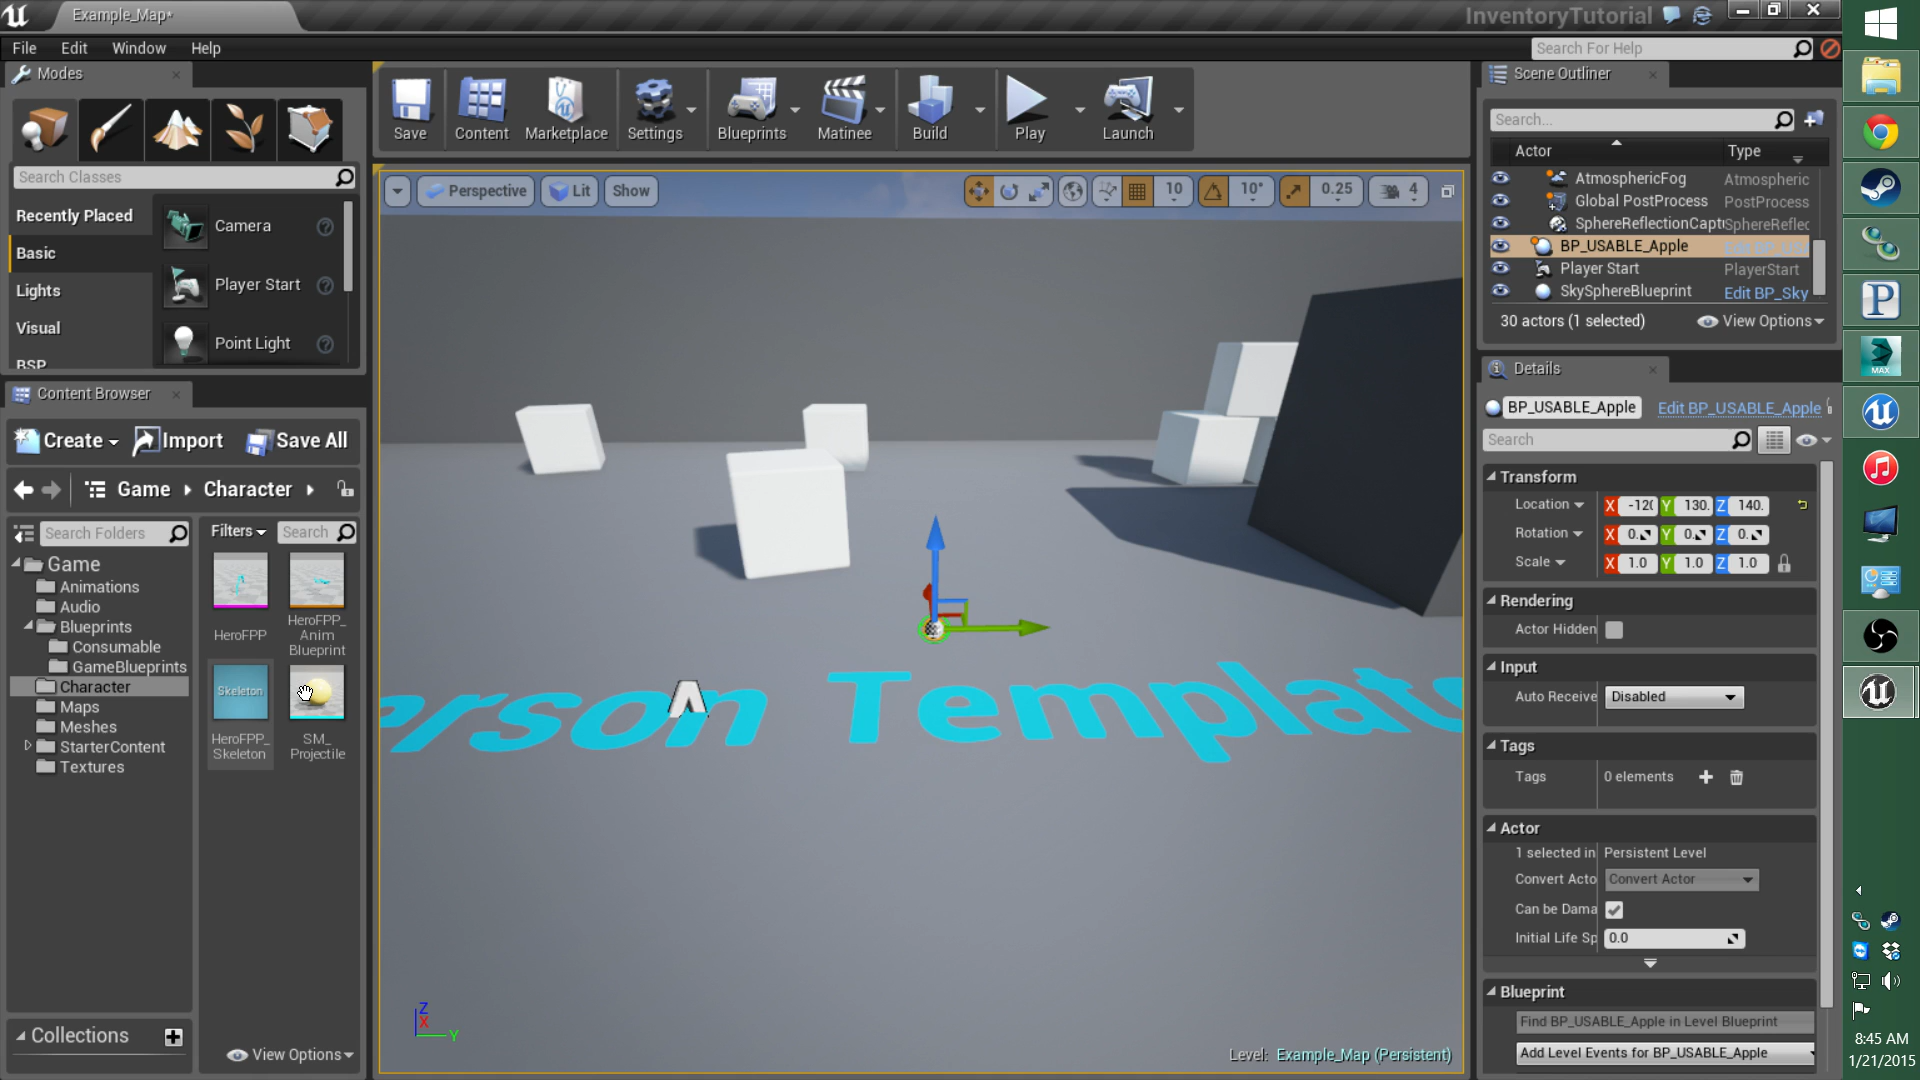 Example_Map*
InventoryTutorial
File Edit Window Help
Search For Help
Modes
Search Classes
Recently Placed
Basic
Lights
Visual
BSP
Camera
Player Start
Point Light
Save
Content
Marketplace
Settings
Blueprints
Matinee
Build
Play
Launch
Perspective
Lit
Show
10
10°
0.25
4
erson Template
Level: Example_Map (Persistent)
Z
X
Y
Content Browser
Create
Import
Save All
Game
Character
Search Folders
Filters
Search
Game
Animations
Audio
Blueprints
Consumable
GameBlueprints
Character
Maps
Meshes
StarterContent
Textures
HeroFPP
HeroFPP_
Anim
Blueprint
Skeleton
HeroFPP_
Skeleton
SM_
Projectile
Collections
View Options
Scene Outliner
Search...
Actor Type
AtmosphericFog Atmospheric
Global PostProcess PostProcess
SphereReflectionCaptu SphereReflec
BP_USABLE_Apple
Player Start PlayerStart
SkySphereBlueprint Edit BP_Sky
30 actors (1 selected)
View Options
Details
BP_USABLE_Apple
Edit BP_USABLE_Apple
Search
Transform
Location X -120 Y 130. Z 140.
Rotation X 0. Y 0. Z 0.
Scale X 1.0 Y 1.0 Z 1.0
Rendering
Actor Hidden
Input
Auto Receive Disabled
Tags
Tags 0 elements
Actor
1 selected in Persistent Level
Convert Acto Convert Actor
Can be Dama
Initial Life Sp 0.0
Blueprint
Find BP_USABLE_Apple in Level Blueprint
Add Level Events for BP_USABLE_Apple
P
MAX
8:45 AM
1/21/2015